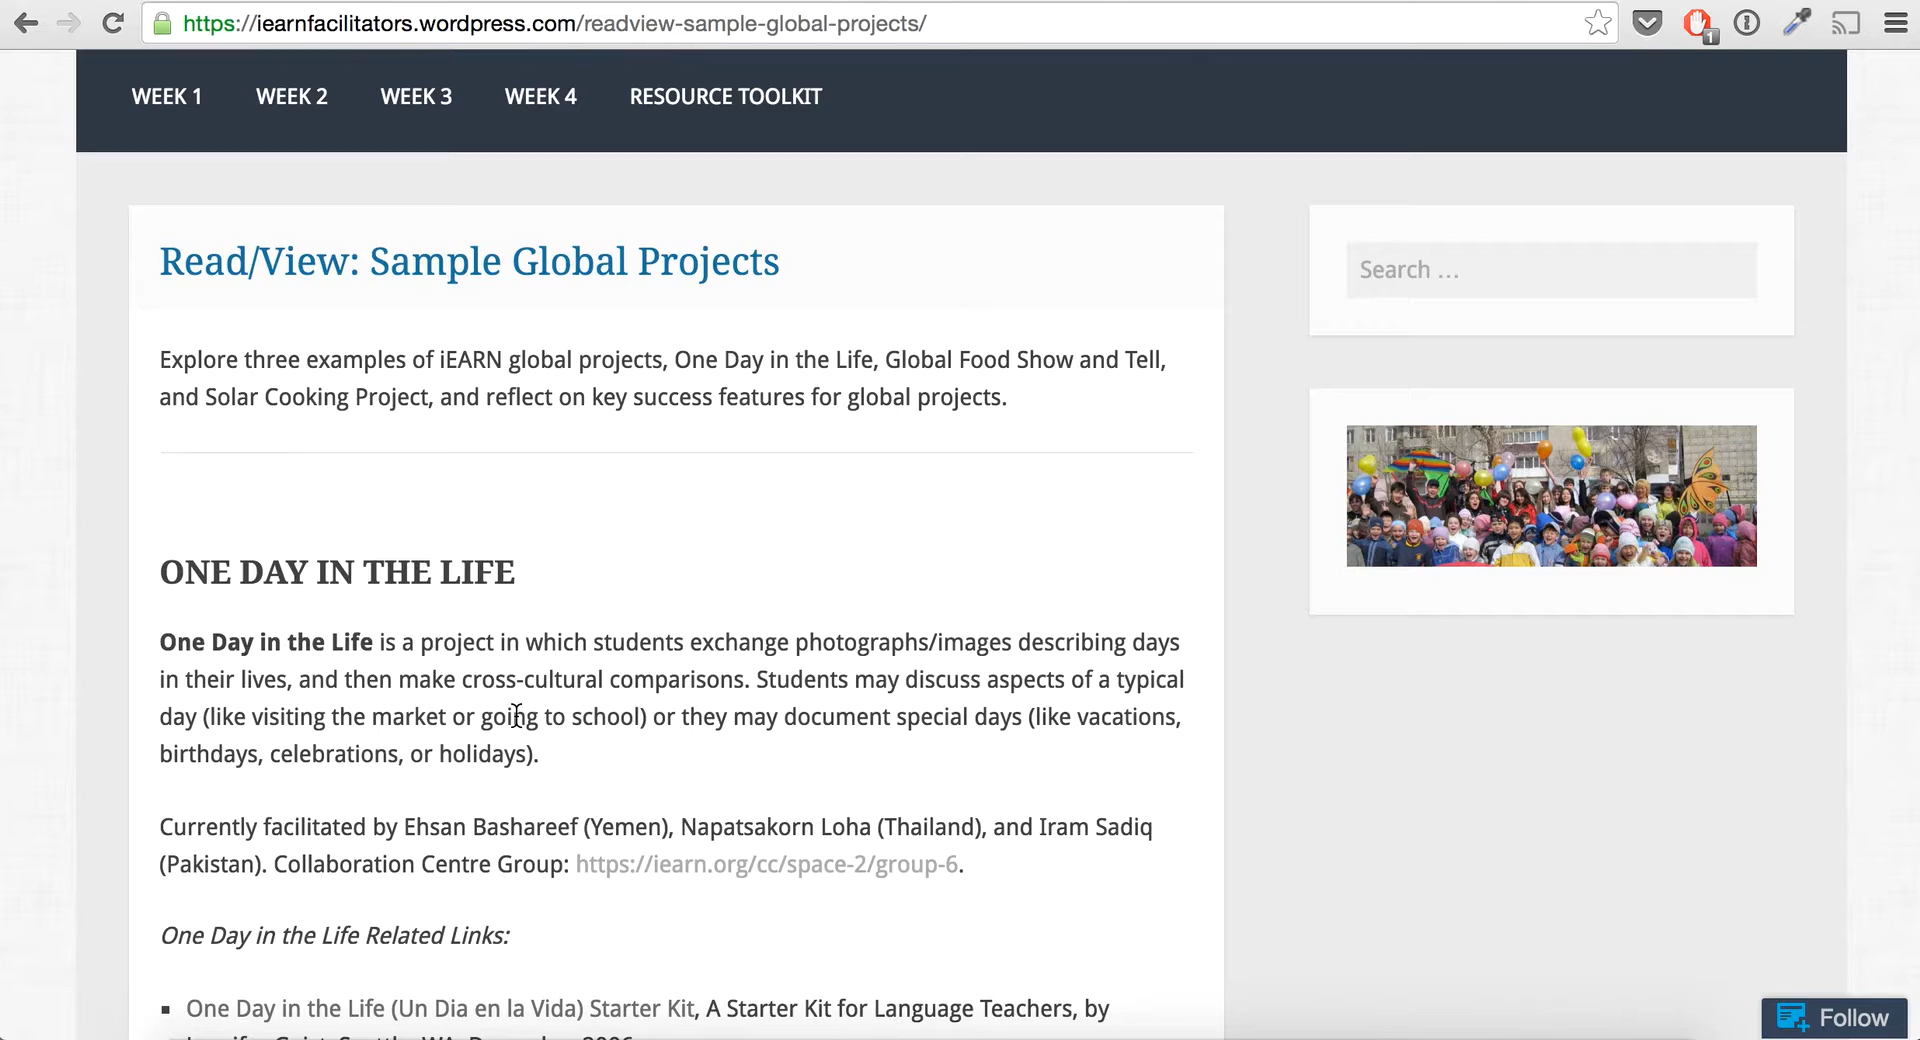 https://iearnfacilitators.wordpress.com/readview-sample-global-projects/
1
WEEK 1 WEEK 2 WEEK 3 WEEK 4 RESOURCE TOOLKIT
Read/View: Sample Global Projects
Search ...
Explore three examples of iEARN global projects, One Day in the Life, Global Food Show and Tell,
and Solar Cooking Project, and reflect on key success features for global projects.
ONE DAY IN THE LIFE
One Day in the Life is a project in which students exchange photographs/images describing days
in their lives, and then make cross-cultural comparisons. Students may discuss aspects of a typical
day (like visiting the market or going to school) or they may document special days (like vacations,
birthdays, celebrations, or holidays).
Currently facilitated by Ehsan Bashareef (Yemen), Napatsakorn Loha (Thailand), and Iram Sadiq
(Pakistan). Collaboration Centre Group: https://iearn.org/cc/space-2/group-6.
One Day in the Life Related Links:
▪ One Day in the Life (Un Dia en la Vida) Starter Kit, A Starter Kit for Language Teachers, by
Follow